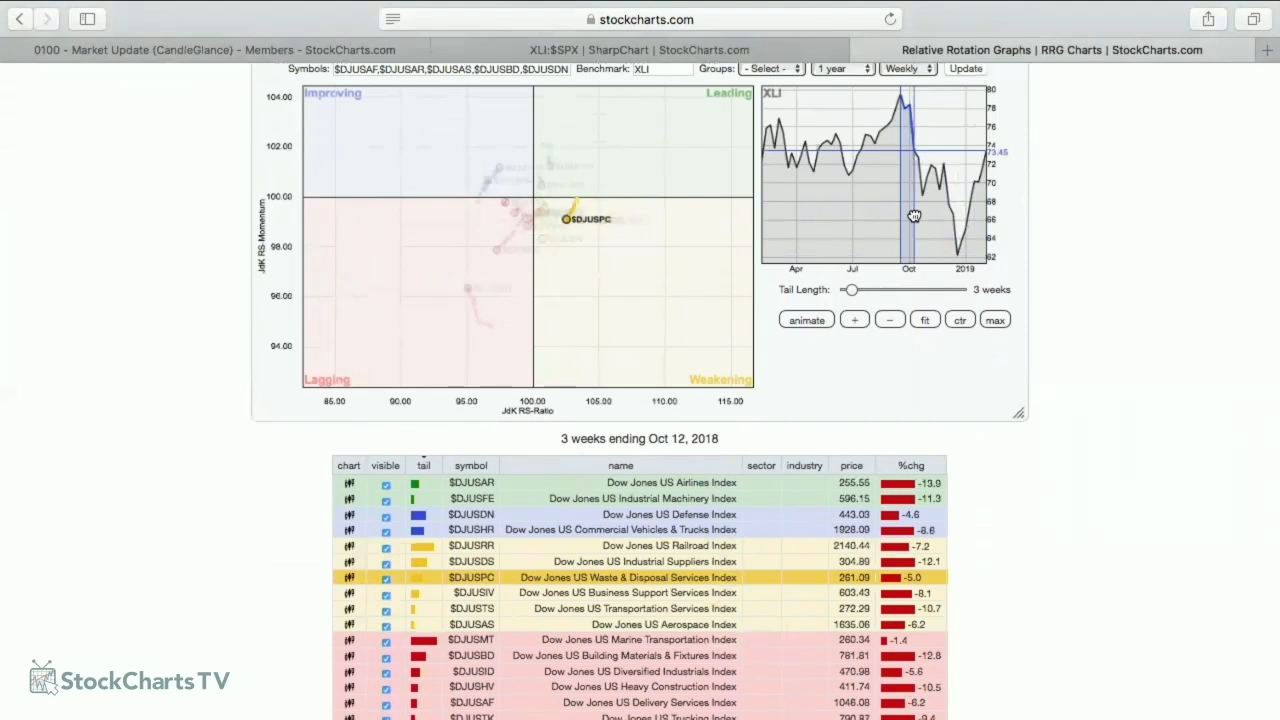 stockcharts.com
0100 - Market Update (CandleGlance) - Members - StockCharts.com
XLI:$SPX | SharpChart | StockCharts.com
Relative Rotation Graphs | RRG Charts | StockCharts.com
Symbols: $DJUSAF,$DJUSAR,$DJUSAS,$DJUSBD,$DJUSDN Benchmark: XLI Groups: - Select - 1 year Weekly Update
Improving Leading
104.00
102.00
100.00
98.00
96.00
94.00
JdK RS-Momentum
$DJUSPC
Lagging Weakening
85.00 90.00 95.00 100.00 105.00 110.00 115.00
JdK RS-Ratio
XLI
80
78
76
74
73.45
72
70
68
66
64
62
Apr Jul Oct 2019
Tail Length: 3 weeks
animate + - fit ctr max
3 weeks ending Oct 12, 2018
chart visible tail symbol name sector industry price %chg
$DJUSAR Dow Jones US Airlines Index 255.56 -13.9
$DJUSFE Dow Jones US Industrial Machinery Index 596.15 -11.3
$DJUSDN Dow Jones US Defense Index 443.03 -4.6
$DJUSHR Dow Jones US Commercial Vehicles & Trucks Index 1928.09 -8.6
$DJUSRR Dow Jones US Railroad Index 2140.44 -7.2
$DJUSDS Dow Jones US Industrial Suppliers Index 304.89 -12.1
$DJUSPC Dow Jones US Waste & Disposal Services Index 261.09 -5.0
$DJUSIV Dow Jones US Business Support Services Index 603.43 -8.1
$DJUSTS Dow Jones US Transportation Services Index 272.29 -10.7
$DJUSAS Dow Jones US Aerospace Index 1635.06 -6.2
$DJUSMT Dow Jones US Marine Transportation Index 260.34 -1.4
$DJUSBD Dow Jones US Building Materials & Fixtures Index 781.81 -12.8
$DJUSID Dow Jones US Diversified Industrials Index 470.98 -5.6
$DJUSHV Dow Jones US Heavy Construction Index 411.74 -10.5
$DJUSAF Dow Jones US Delivery Services Index 1046.08 -6.2
$DJUSTK Dow Jones US Trucking Index 790.87 -9.4
StockCharts TV